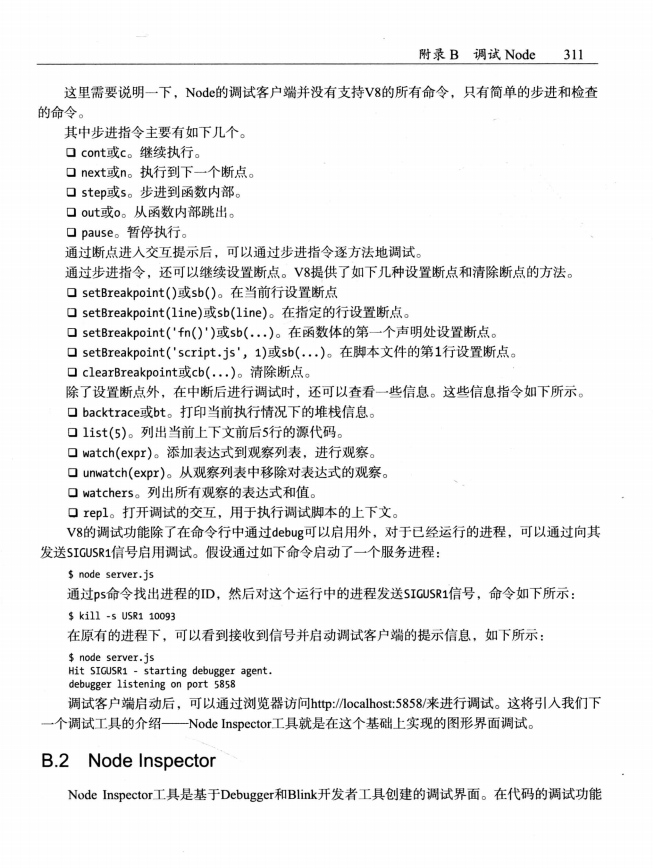 附录 B 调试 Node 311
这里需要说明一下，Node的调试客户端并没有支持V8的所有命令，只有简单的步进和检查
的命令。
其中步进指令主要有如下几个。
❑ cont或c。继续执行。
❑ next或n。执行到下一个断点。
❑ step或s。步进到函数内部。
❑ out或o。从函数内部跳出。
❑ pause。暂停执行。
通过断点进入交互提示后，可以通过步进指令逐方法地调试。
通过步进指令，还可以继续设置断点。V8提供了如下几种设置断点和清除断点的方法。
❑ setBreakpoint()或sb()。在当前行设置断点
❑ setBreakpoint(line)或sb(line)。在指定的行设置断点。
❑ setBreakpoint('fn()')或sb(...)。在函数体的第一个声明处设置断点。
❑ setBreakpoint('script.js', 1)或sb(...)。在脚本文件的第1行设置断点。
❑ clearBreakpoint或cb(...)。清除断点。
除了设置断点外，在中断后进行调试时，还可以查看一些信息。这些信息指令如下所示。
❑ backtrace或bt。打印当前执行情况下的堆栈信息。
❑ list(5)。列出当前上下文前后5行的源代码。
❑ watch(expr)。添加表达式到观察列表，进行观察。
❑ unwatch(expr)。从观察列表中移除对表达式的观察。
❑ watchers。列出所有观察的表达式和值。
❑ repl。打开调试的交互，用于执行调试脚本的上下文。
V8的调试功能除了在命令行中通过debug可以启用外，对于已经运行的进程，可以通过向其
发送SIGUSR1信号启用调试。假设通过如下命令启动了一个服务进程：
$ node server.js
通过ps命令找出进程的ID，然后对这个运行中的进程发送SIGUSR1信号，命令如下所示：
$ kill -s USR1 10093
在原有的进程下，可以看到接收到信号并启动调试客户端的提示信息，如下所示：
$ node server.js
Hit SIGUSR1 - starting debugger agent.
debugger listening on port 5858
调试客户端启动后，可以通过浏览器访问http://localhost:5858/来进行调试。这将引入我们下
一个调试工具的介绍——Node Inspector工具就是在这个基础上实现的图形界面调试。
B.2 Node Inspector
Node Inspector工具是基于Debugger和Blink开发者工具创建的调试界面。在代码的调试功能